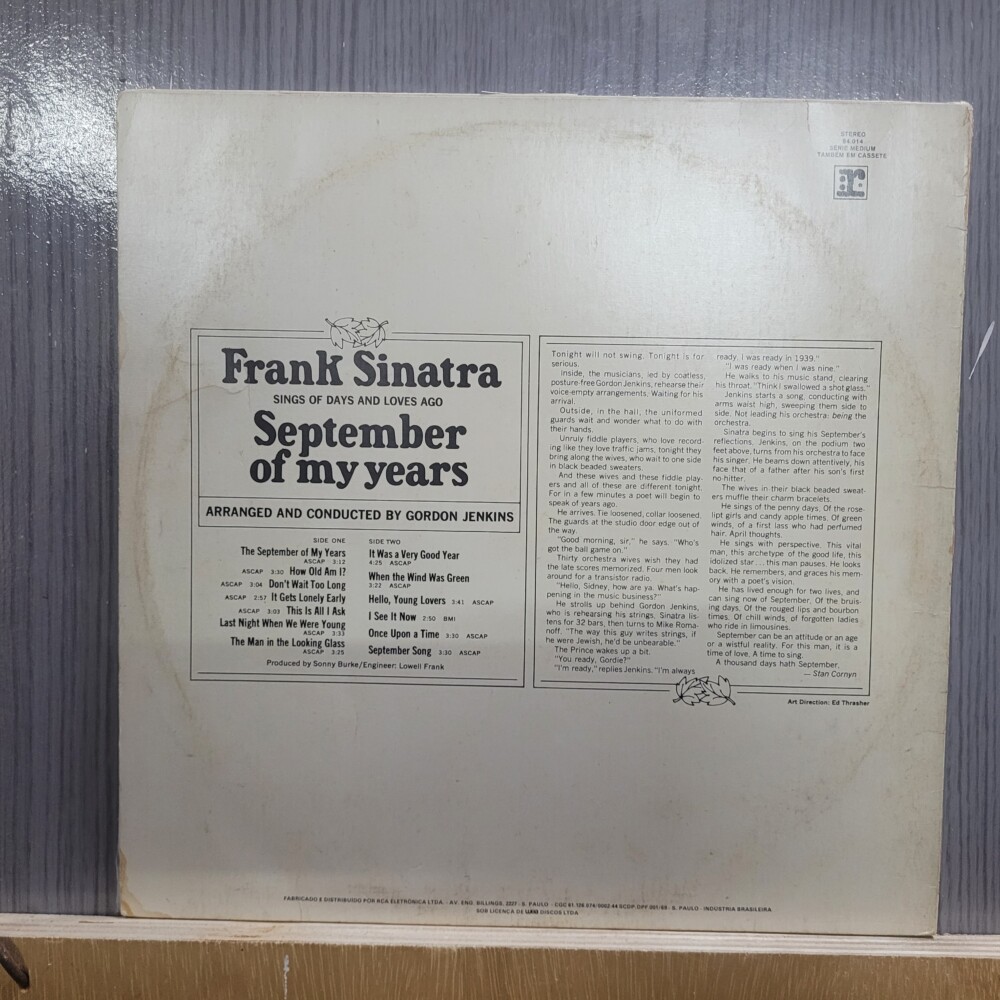 STEREO
64.014
SÉRIE MEDIUM
TAMBÉM EM CASSETE
r:
Frank Sinatra
SINGS OF DAYS AND LOVES AGO
September
of my years
ARRANGED AND CONDUCTED BY GORDON JENKINS
SIDE ONE
The September of My Years
ASCAP 3:12
ASCAP 3:30 How Old Am I?
ASCAP 3:04 Don't Wait Too Long
ASCAP 2:57 It Gets Lonely Early
ASCAP 3:03 This Is All I Ask
Last Night When We Were Young
ASCAP 3:33
The Man in the Looking Glass
ASCAP 3:25
SIDE TWO
It Was a Very Good Year
4:25 ASCAP
When the Wind Was Green
3:22 ASCAP
Hello, Young Lovers 3:41 ASCAP
I See It Now 2:50 BMI
Once Upon a Time 3:30 ASCAP
September Song 3:30 ASCAP
Produced by Sonny Burke/Engineer: Lowell Frank
Tonight will not swing. Tonight is for
serious.
Inside, the musicians, led by coatless,
posture-free Gordon Jenkins, rehearse their
voice-empty arrangements. Waiting for his
arrival.
Outside, in the hall, the uniformed
guards wait and wonder what to do with
their hands.
Unruly fiddle players, who love record-
ing like they love traffic jams, tonight they
bring along the wives, who wait to one side
in black beaded sweaters.
And these wives and these fiddle play-
ers and all of these are different tonight.
For in a few minutes a poet will begin to
speak of years ago.
He arrives. Tie loosened, collar loosened.
The guards at the studio door edge out of
the way.
"Good morning, sir," he says. "Who's
got the ball game on."
Thirty orchestra wives wish they had
the late scores memorized. Four men look
around for a transistor radio.
"Hello, Sidney, how are ya. What's hap-
pening in the music business?"
He strolls up behind Gordon Jenkins,
who is rehearsing his strings. Sinatra lis-
tens for 32 bars, then turns to Mike Roma-
noff. "The way this guy writes strings, if
he were Jewish, he'd be unbearable."
The Prince wakes up a bit.
"You ready, Gordie?"
"I'm ready," replies Jenkins. "I'm always
ready. I was ready in 1939."
"I was ready when I was nine."
He walks to his music stand, clearing
his throat. "Think I swallowed a shot glass."
Jenkins starts a song, conducting with
arms waist high, sweeping them side to
side. Not leading his orchestra: being the
orchestra.
Sinatra begins to sing his September's
reflections. Jenkins, on the podium two
feet above, turns from his orchestra to face
his singer. He beams down attentively, his
face that of a father after his son's first
no hitter.
The wives in their black beaded sweat-
ers muffle their charm bracelets.
He sings of the penny days. Of the rose-
lipt girls and candy apple times. Of green
winds, of a first lass who had perfumed
hair. April thoughts.
He sings with perspective. This vital
man, this archetype of the good life, this
idolized star...this man pauses. He looks
back. He remembers, and graces his mem-
ory with a poet's vision.
He has lived enough for two lives, and
can sing now of September. Of the bruis-
ing days. Of the rouged lips and bourbon
times. Of chill winds, of forgotten ladies
who ride in limousines.
September can be an attitude or an age
or a wistful reality. For this man, it is a
time of love. A time to sing.
A thousand days hath September.
— Stan Cornyn
Art Direction: Ed Thrasher
FABRICADO E DISTRIBUIDO POR RCA ELETRÔNICA LTDA. : AV. ENG. BILLINGS, 2227 - S. PAULO - CGC SCDP.DPF - S. PAULO - INDÚSTRIA BRASILEIRA
SOB LICENÇA DE DISCOS LTDA